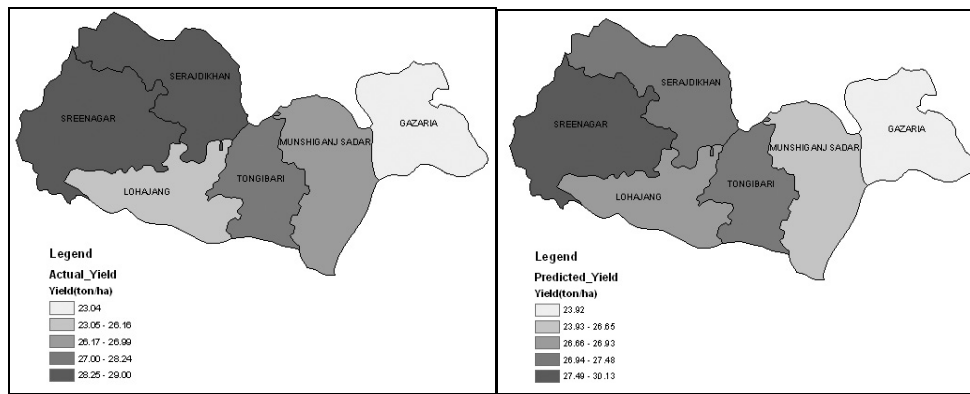 SERAJDIKHAN
SREENAGAR
GAZARIA
MUNSHIGANJ SADAR
TONGIBARI
LOHAJANG
Legend
Actual_Yield
Yield(ton/ha)
23.04
23.05 - 26.16
26.17 - 26.99
27.00 - 28.24
28.25 - 29.00
SERAJDIKHAN
SREENAGAR
GAZARIA
MUNSHIGANJ SADAR
TONGIBARI
LOHAJANG
Legend
Predicted_Yield
Yield(ton/ha)
23.92
23.93 - 26.65
26.66 - 26.93
26.94 - 27.48
27.49 - 30.13